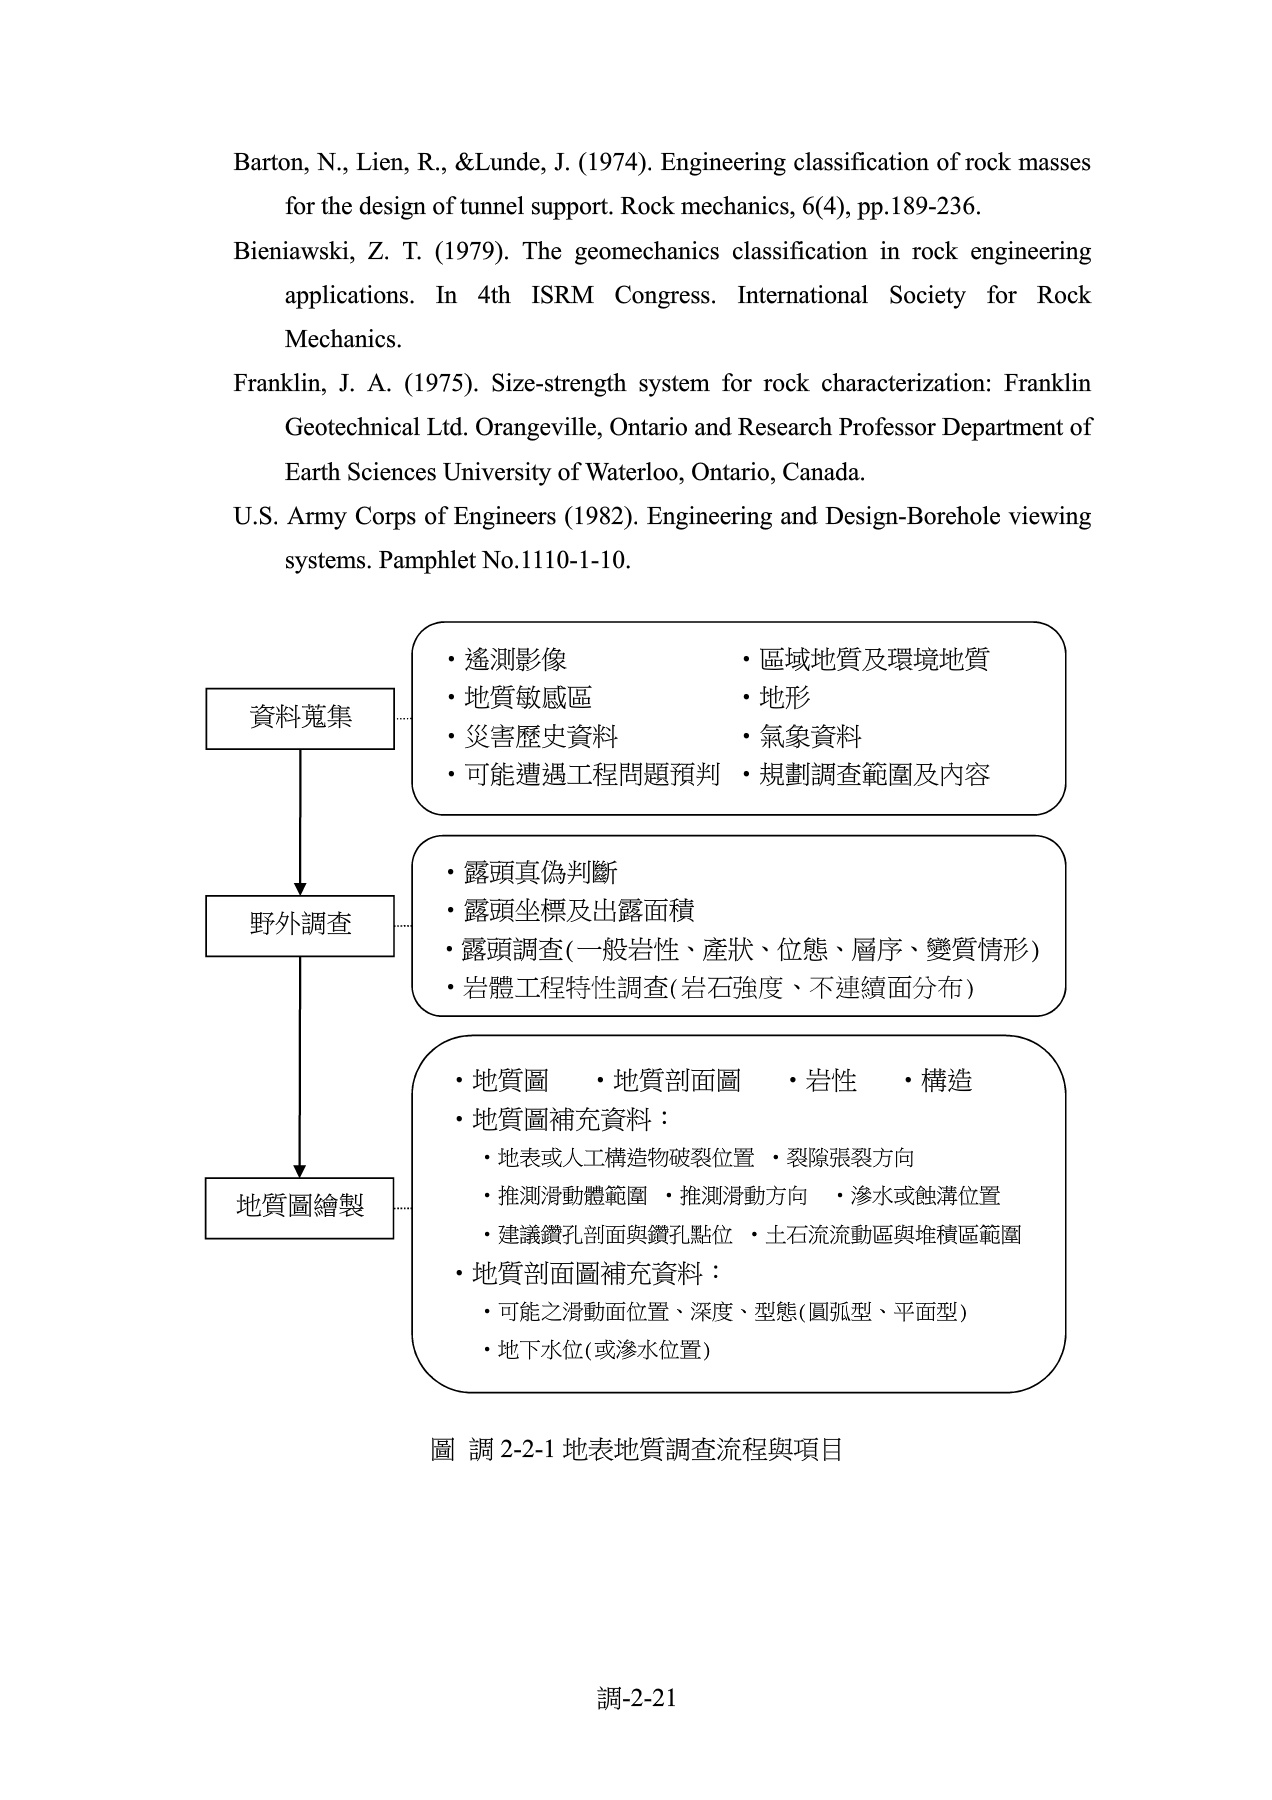 Barton, N., Lien, R., &Lunde, J. (1974). Engineering classification of rock masses
for the design of tunnel support. Rock mechanics, 6(4), pp.189-236.
Bieniawski, Z. T. (1979). The geomechanics classification in rock engineering
applications. In 4th ISRM Congress. International Society for Rock
Mechanics.
Franklin, J. A. (1975). Size-strength system for rock characterization: Franklin
Geotechnical Ltd. Orangeville, Ontario and Research Professor Department of
Earth Sciences University of Waterloo, Ontario, Canada.
U.S. Army Corps of Engineers (1982). Engineering and Design-Borehole viewing
systems. Pamphlet No.1110-1-10.
資料蒐集
・遙測影像 ・區域地質及環境地質
・地質敏感區 ・地形
・災害歷史資料 ・氣象資料
・可能遭遇工程問題預判 ・規劃調查範圍及內容
野外調查
・露頭真偽判斷
・露頭坐標及出露面積
・露頭調查(一般岩性、產狀、位態、層序、變質情形)
・岩體工程特性調查(岩石強度、不連續面分布)
地質圖繪製
・地質圖 ・地質剖面圖 ・岩性 ・構造
・地質圖補充資料：
・地表或人工構造物破裂位置 ・裂隙張裂方向
・推測滑動體範圍 ・推測滑動方向 ・滲水或蝕溝位置
・建議鑽孔剖面與鑽孔點位 ・土石流流動區與堆積區範圍
・地質剖面圖補充資料：
・可能之滑動面位置、深度、型態(圓弧型、平面型)
・地下水位(或滲水位置)
圖 調 2-2-1 地表地質調查流程與項目
調-2-21